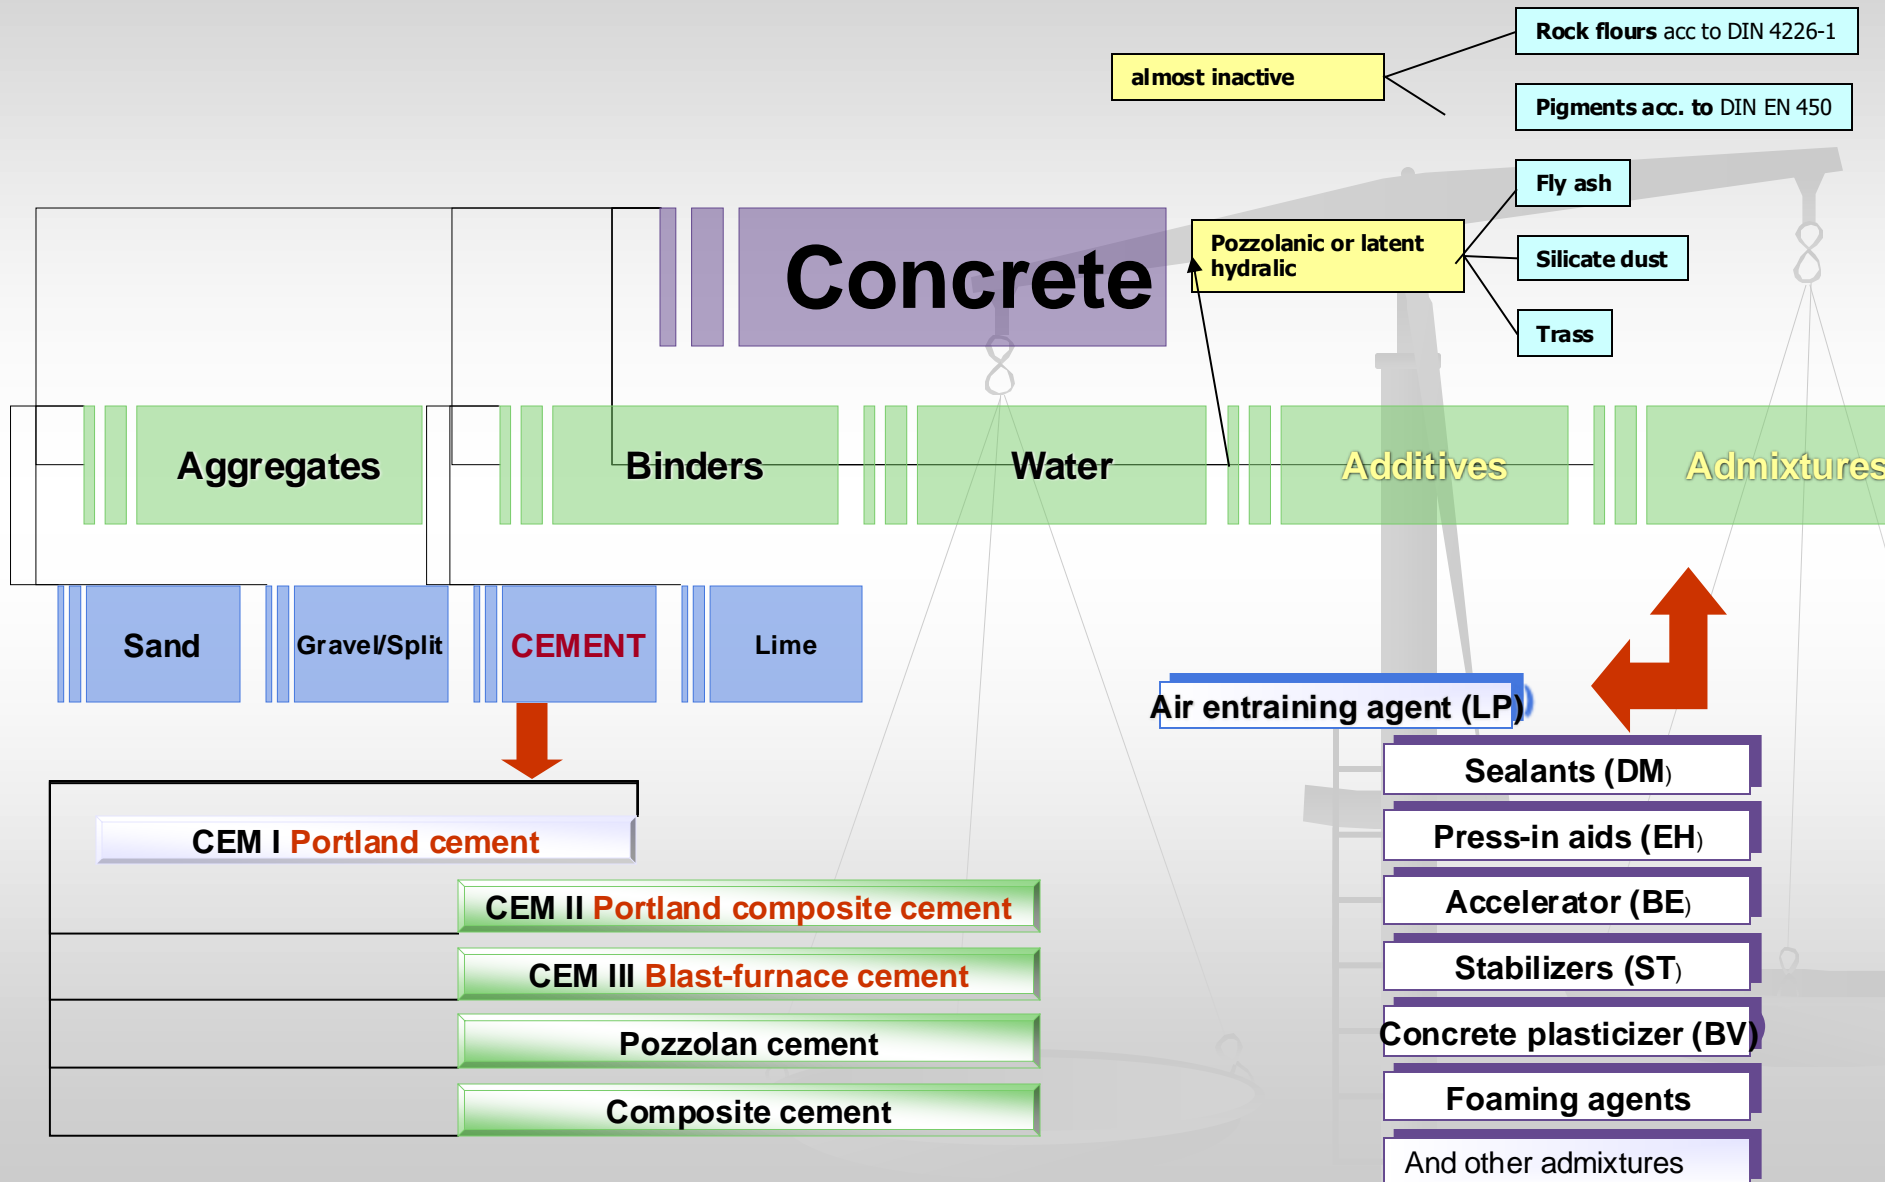 Rock flours acc to DIN 4226-1
almost inactive
Pigments acc. to DIN EN 450
Fly ash
Pozzolanic or latent
hydralic
Silicate dust
Trass
Concrete
Aggregates
Binders
Water
Additives
Admixtures
Sand
Gravel/Split
CEMENT
Lime
Air entraining agent (LP)
Sealants (DM)
Press-in aids (EH)
Accelerator (BE)
Stabilizers (ST)
Concrete plasticizer (BV)
Foaming agents
And other admixtures
CEM I Portland cement
CEM II Portland composite cement
CEM III Blast-furnace cement
Pozzolan cement
Composite cement